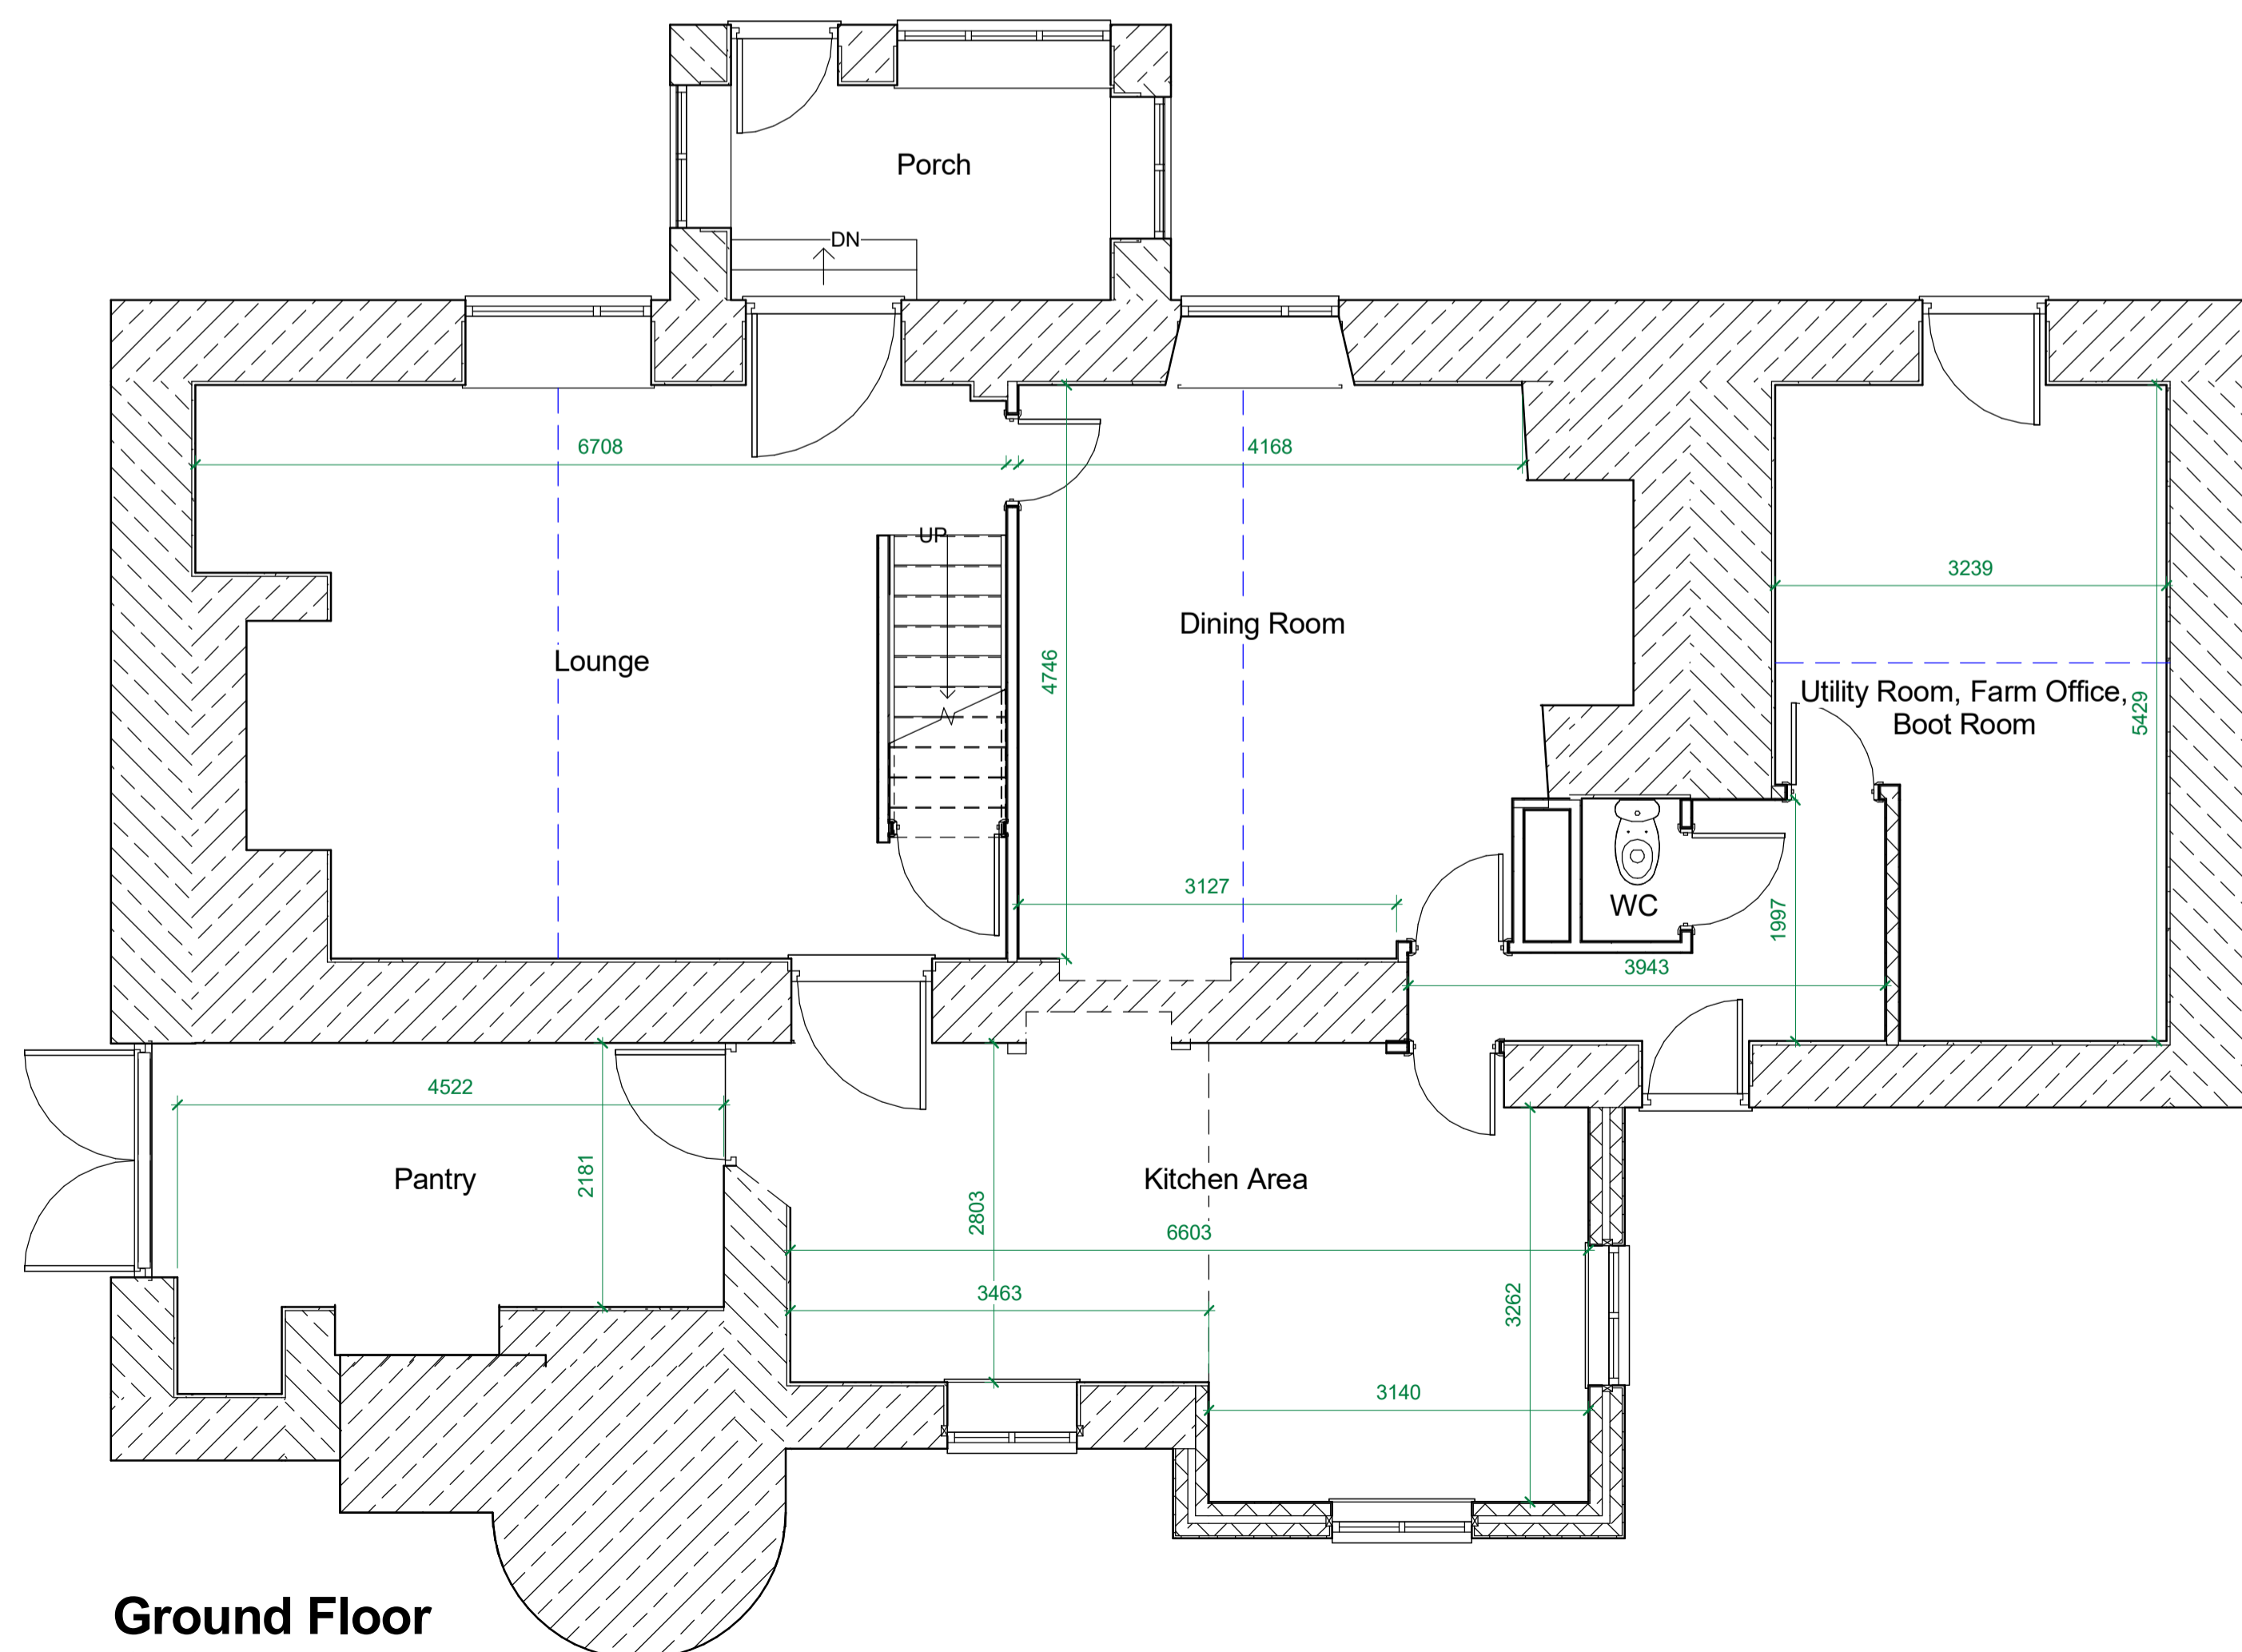 Porch
DN
6708
4168
UP
3239
Dining Room
4746
Lounge
Utility Room, Farm Office,
Boot Room
5429
3127
WC
1997
3943
4522
2181
Pantry
2803
Kitchen Area
6603
3463
3262
3140
Ground Floor